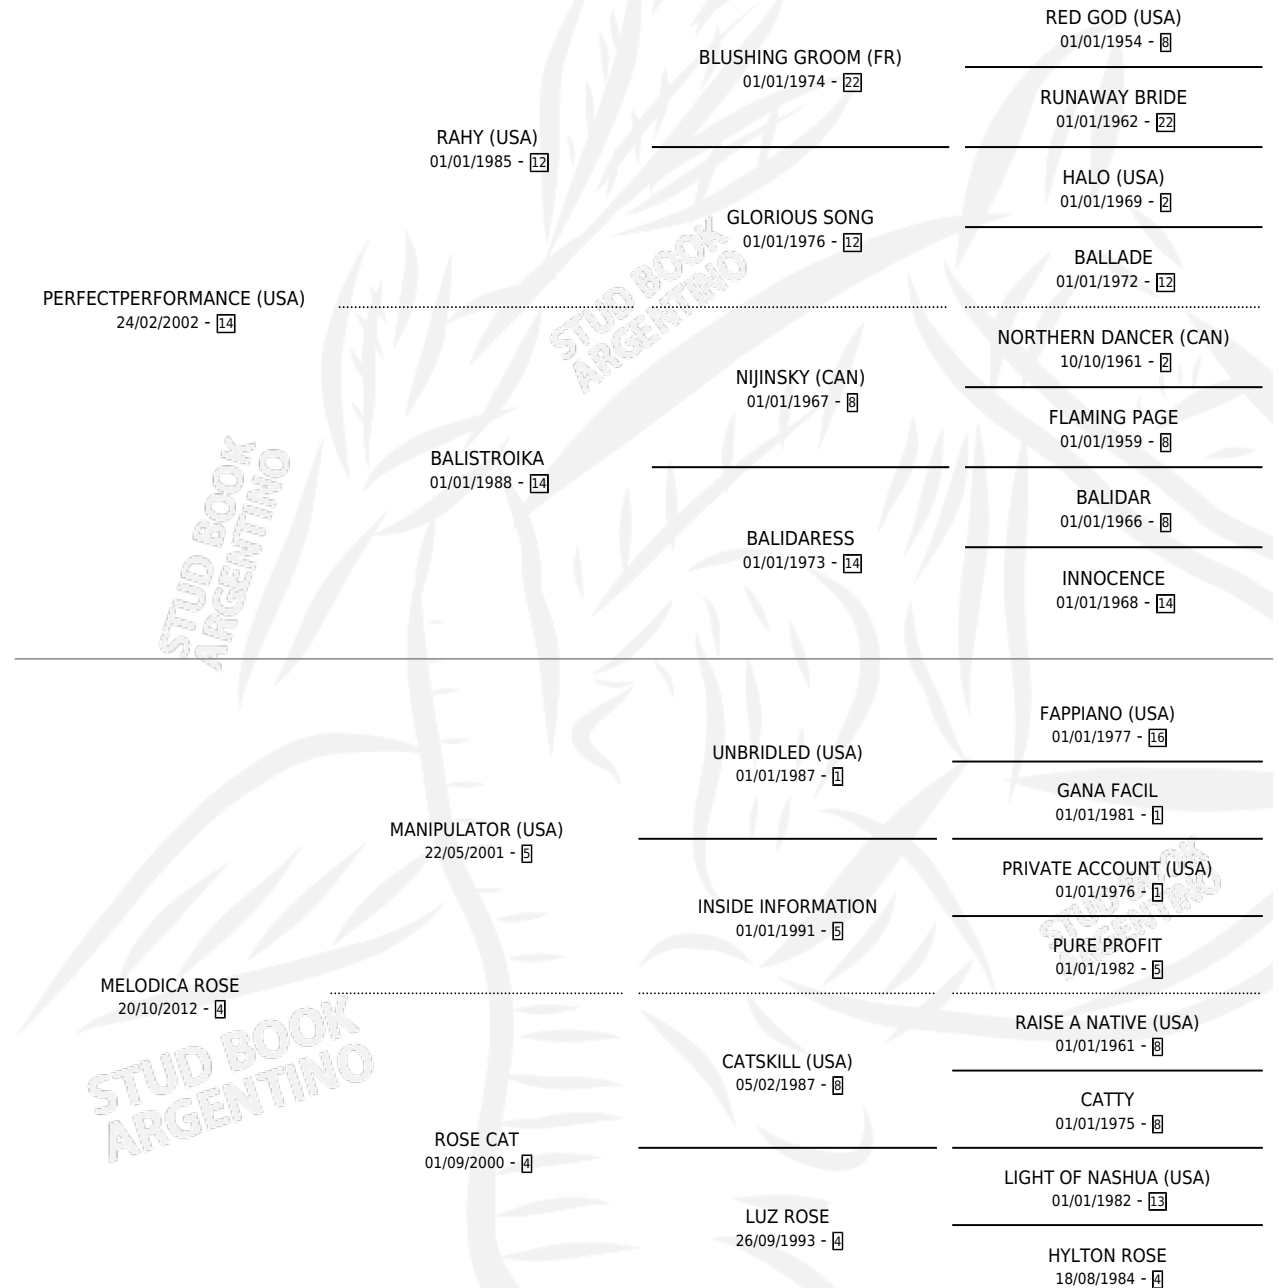 RED GOD (USA)
01/01/1954 - 8
BLUSHING GROOM (FR)
01/01/1974 - 22
RUNAWAY BRIDE
01/01/1962 - 22
RAHY (USA)
01/01/1985 - 12
HALO (USA)
01/01/1969 - 2
GLORIOUS SONG
01/01/1976 - 12
BALLADE
01/01/1972 - 12
PERFECTPERFORMANCE (USA)
24/02/2002 - 14
NORTHERN DANCER (CAN)
10/10/1961 - 2
NIJINSKY (CAN)
01/01/1967 - 8
FLAMING PAGE
01/01/1959 - 8
BALISTROIKA
01/01/1988 - 14
BALIDAR
01/01/1966 - 8
BALIDARESS
01/01/1973 - 14
INNOCENCE
01/01/1968 - 14
STUD BOOK
ARGENTINO
STUD BOOK
ARGENTINO
FAPPIANO (USA)
01/01/1977 - 16
UNBRIDLED (USA)
01/01/1987 - 1
GANA FACIL
01/01/1981 - 1
MANIPULATOR (USA)
22/05/2001 - 5
PRIVATE ACCOUNT (USA)
01/01/1976 - 1
INSIDE INFORMATION
01/01/1991 - 5
PURE PROFIT
01/01/1982 - 5
MELODICA ROSE
20/10/2012 - 4
RAISE A NATIVE (USA)
01/01/1961 - 8
CATSKILL (USA)
05/02/1987 - 8
CATTY
01/01/1975 - 8
ROSE CAT
01/09/2000 - 4
LIGHT OF NASHUA (USA)
01/01/1982 - 13
LUZ ROSE
26/09/1993 - 4
HYLTON ROSE
18/08/1984 - 4
STUD BOOK
ARGENTINO
STUD BOOK
ARGENTINO